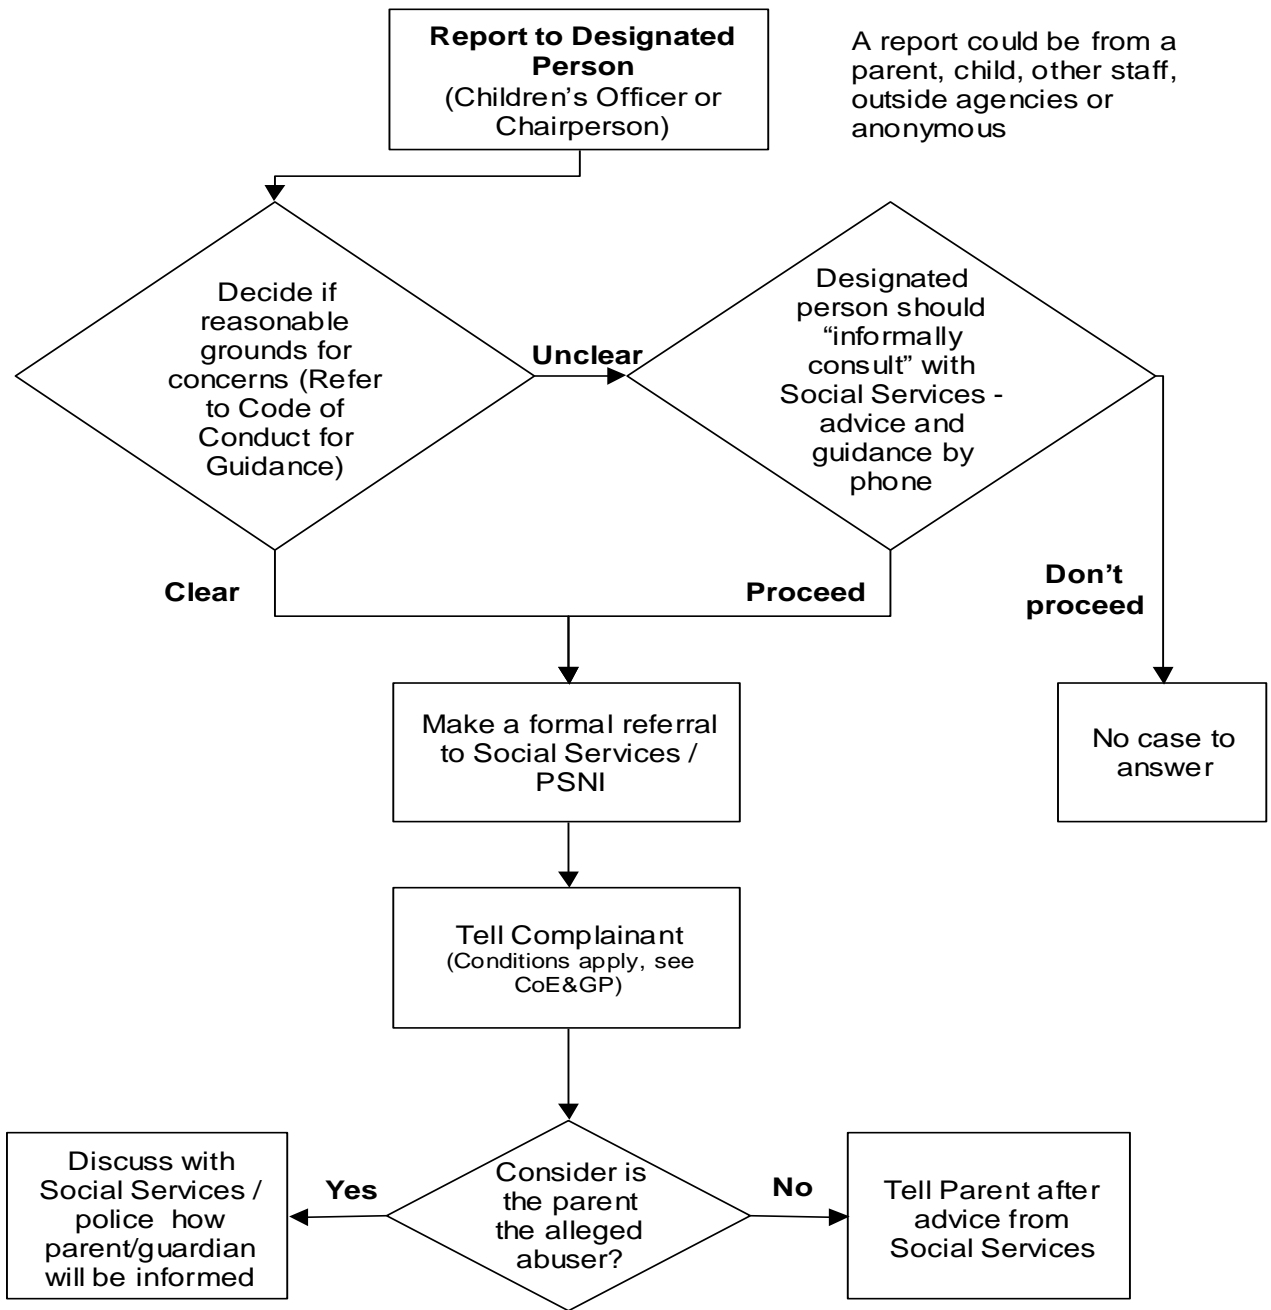 Report to Designated
Person
(Children's Officer or
Chairperson)
A report could be from a
parent, child, other staff,
outside agencies or
anonymous
Decide if
reasonable
grounds for
concerns (Refer
to Code of
Conduct for
Guidance)
Unclear
Designated
person should
“informally
consult” with
Social Services -
advice and
guidance by
phone
Clear
Proceed
Don't
proceed
Make a formal referral
to Social Services /
PSNI
No case to
answer
Tell Complainant
(Conditions apply, see
CoE&GP)
Discuss with
Social Services /
police how
parent/guardian
will be informed
Yes
Consider is
the parent
the alleged
abuser?
No
Tell Parent after
advice from
Social Services